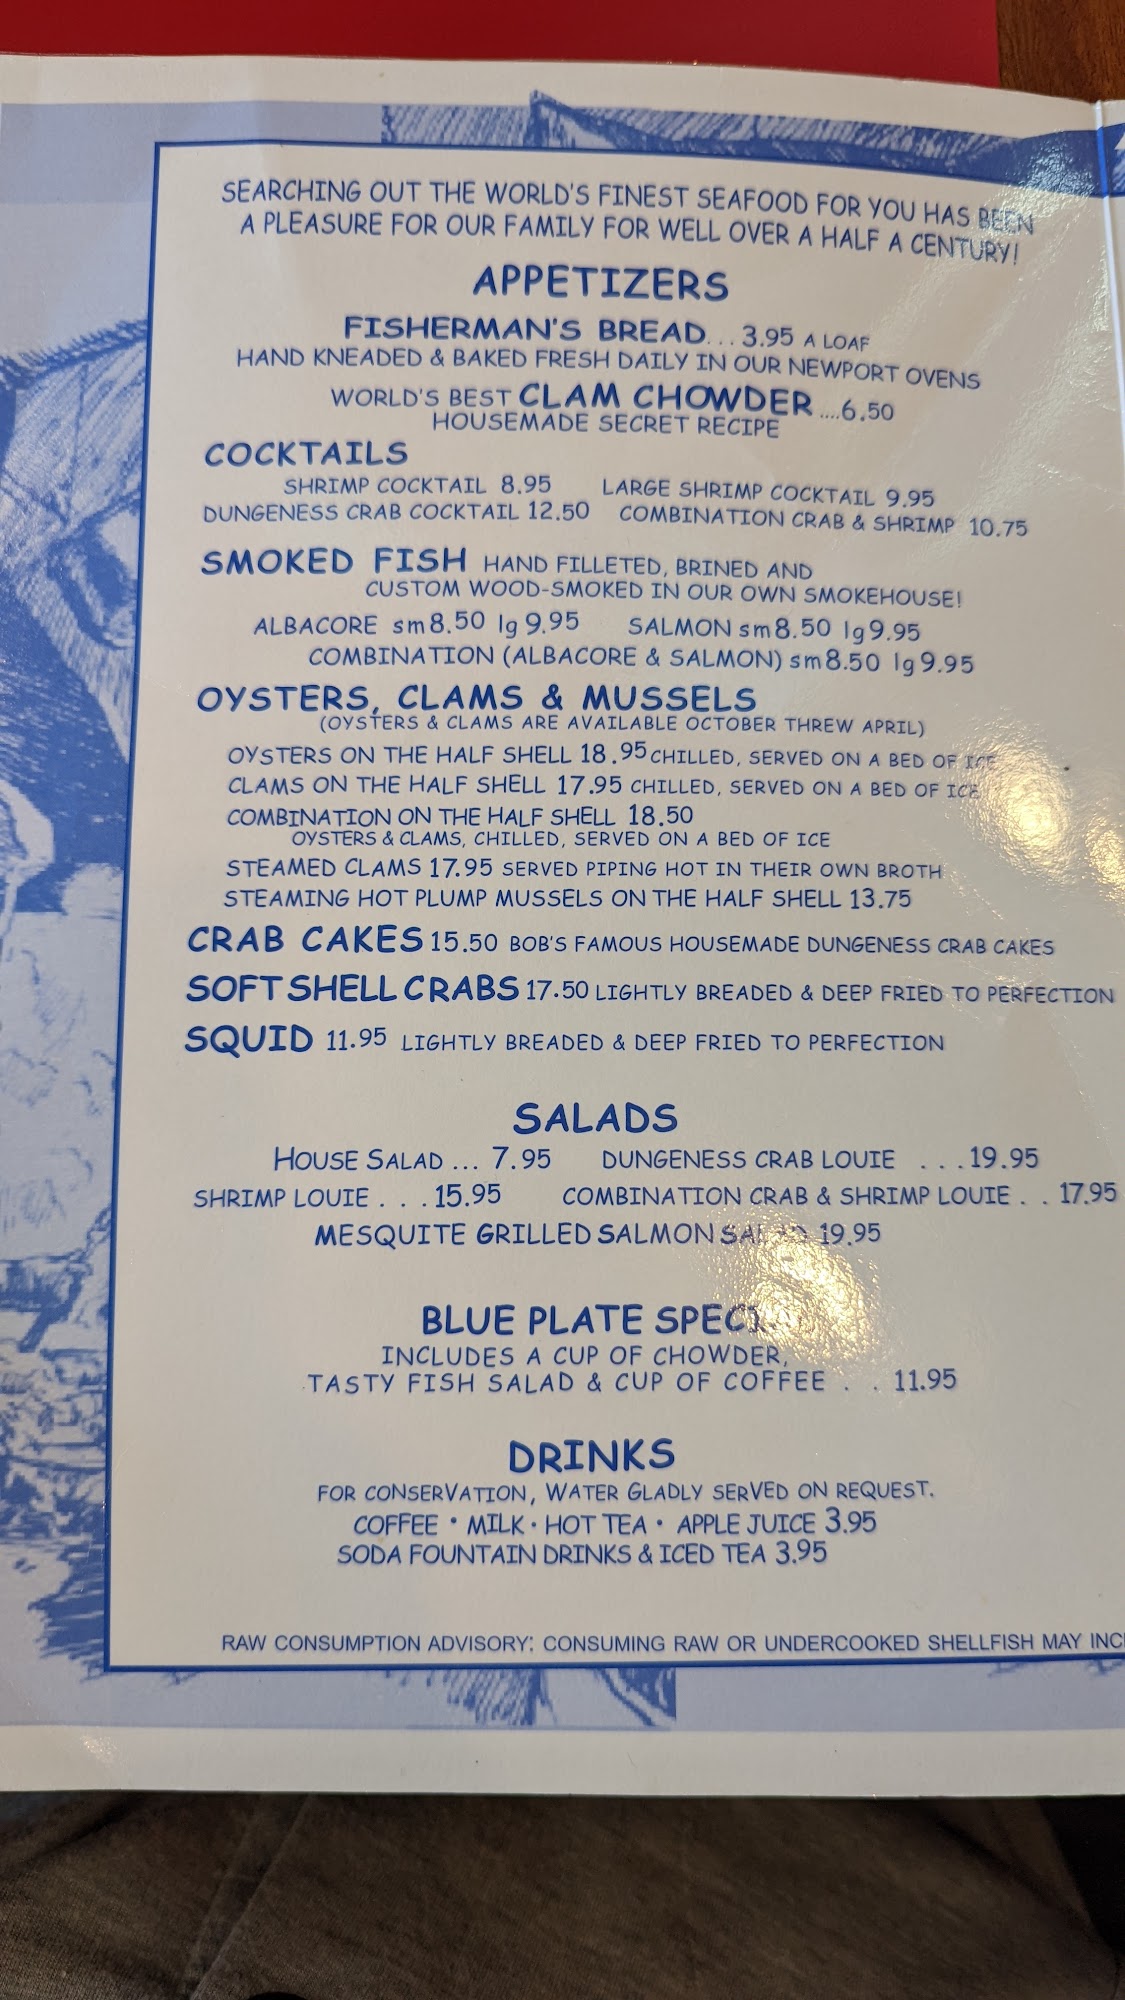 SEARCHING OUT THE WORLD'S FINEST SEAFOOD FOR YOU HAS BEEN
A PLEASURE FOR OUR FAMILY FOR WELL OVER A HALF A CENTURY!
APPETIZERS
FISHERMAN'S BREAD...3.95 A LOAF
HAND KNEADED & BAKED FRESH DAILY IN OUR NEWPORT OVENS
WORLD'S BEST CLAM CHOWDER ....6.50
HOUSEMADE SECRET RECIPE
COCKTAILS
SHRIMP COCKTAIL 8.95 LARGE SHRIMP COCKTAIL 9.95
DUNGENESS CRAB COCKTAIL 12.50 COMBINATION CRAB & SHRIMP 10.75
SMOKED FISH HAND FILLETED, BRINED AND
CUSTOM WOOD-SMOKED IN OUR OWN SMOKEHOUSE!
ALBACORE sm 8.50 lg 9.95 SALMON sm 8.50 lg 9.95
COMBINATION (ALBACORE & SALMON) sm 8.50 lg 9.95
OYSTERS, CLAMS & MUSSELS
(OYSTERS & CLAMS ARE AVAILABLE OCTOBER THREW APRIL)
OYSTERS ON THE HALF SHELL 18.95 CHILLED, SERVED ON A BED OF ICE
CLAMS ON THE HALF SHELL 17.95 CHILLED, SERVED ON A BED OF ICE
COMBINATION ON THE HALF SHELL 18.50
OYSTERS & CLAMS, CHILLED, SERVED ON A BED OF ICE
STEAMED CLAMS 17.95 SERVED PIPING HOT IN THEIR OWN BROTH
STEAMING HOT PLUMP MUSSELS ON THE HALF SHELL 13.75
CRAB CAKES 15.50 BOB'S FAMOUS HOUSEMADE DUNGENESS CRAB CAKES
SOFT SHELL CRABS 17.50 LIGHTLY BREADED & DEEP FRIED TO PERFECTION
SQUID 11.95 LIGHTLY BREADED & DEEP FRIED TO PERFECTION
SALADS
HOUSE SALAD ... 7.95 DUNGENESS CRAB LOUIE ...19.95
SHRIMP LOUIE . . . 15.95 COMBINATION CRAB & SHRIMP LOUIE . . 17.95
MESQUITE GRILLED SALMON 19.95
BLUE PLATE
INCLUDES A CUP OF CHOWDER,
TASTY FISH SALAD & CUP OF COFFEE . . 11.95
DRINKS
FOR CONSERVATION, WATER GLADLY SERVED ON REQUEST.
COFFEE • MILK • HOT TEA • APPLE JUICE 3.95
SODA FOUNTAIN DRINKS & ICED TEA 3.95
RAW CONSUMPTION ADVISORY: CONSUMING RAW OR UNDERCOOKED SHELLFISH MAY